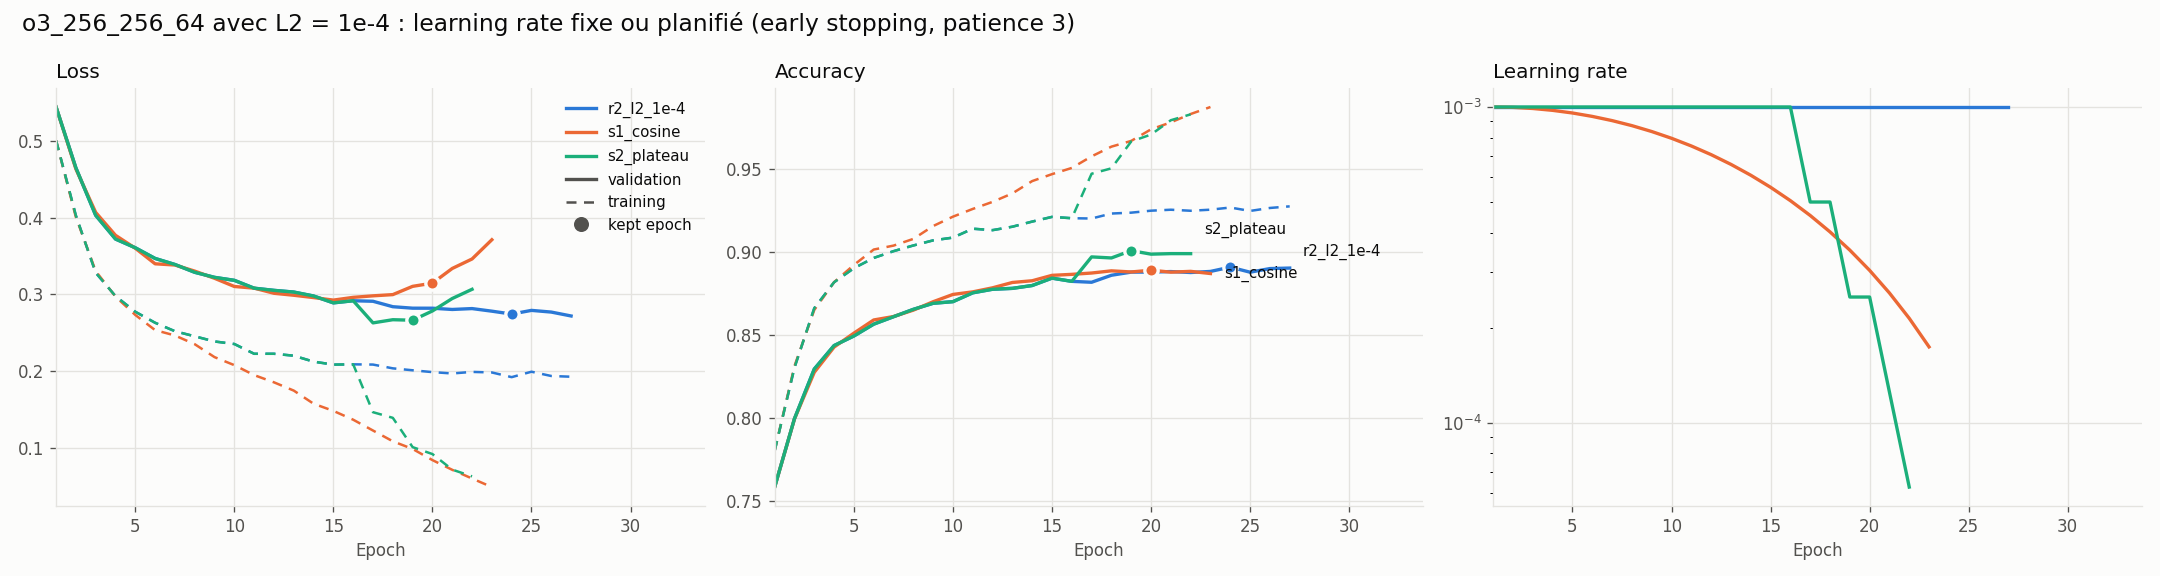 o3_256_256_64 avec L2 = 1e-4 : learning rate fixe ou planifié (early stopping, patience 3)
Loss
0.5
0.4
0.3
0.2
0.1
5 10 15 20 25 30
Epoch
r2_l2_1e-4
s1_cosine
s2_plateau
validation
training
kept epoch
Accuracy
0.95
0.90
0.85
0.80
0.75
5 10 15 20 25 30
Epoch
s2_plateau
r2_l2_1e-4
s1_cosine
Learning rate
10⁻³
10⁻⁴
5 10 15 20 25 30
Epoch